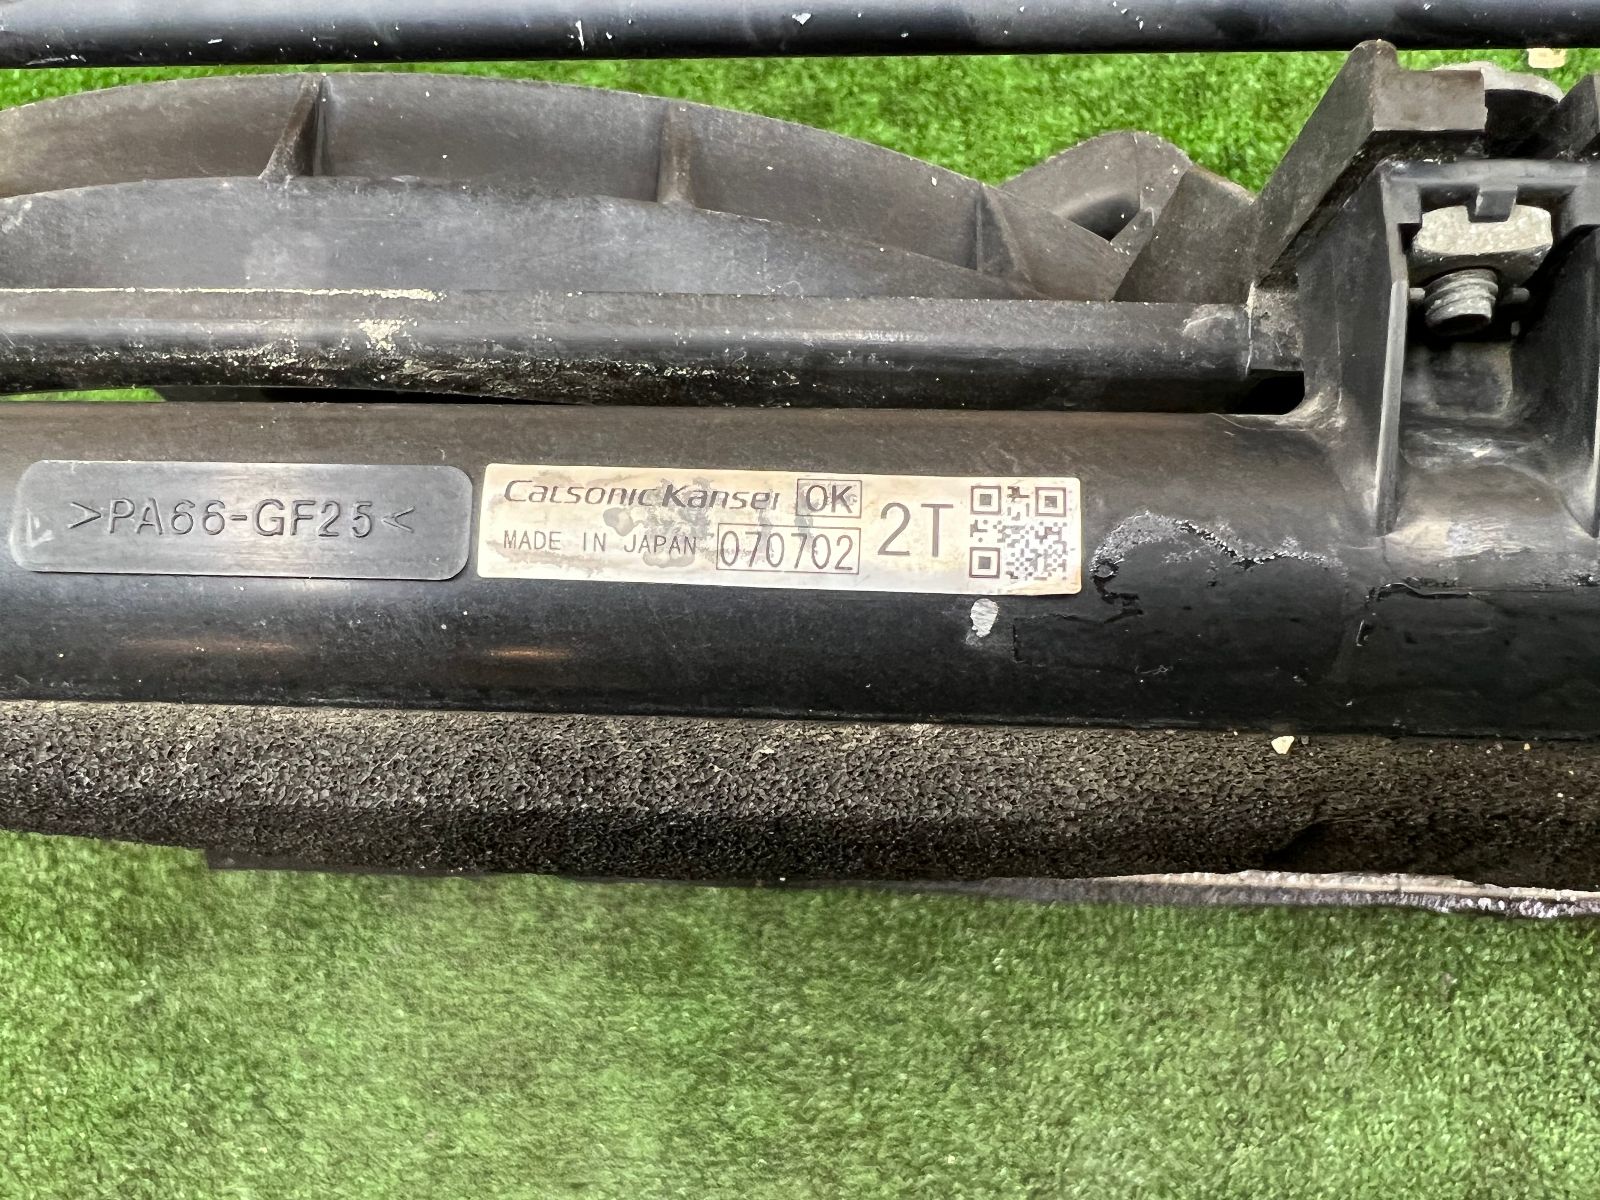 >PA66-GF25<
CalsonicKansei OK
MADE IN JAPAN 070702 2T